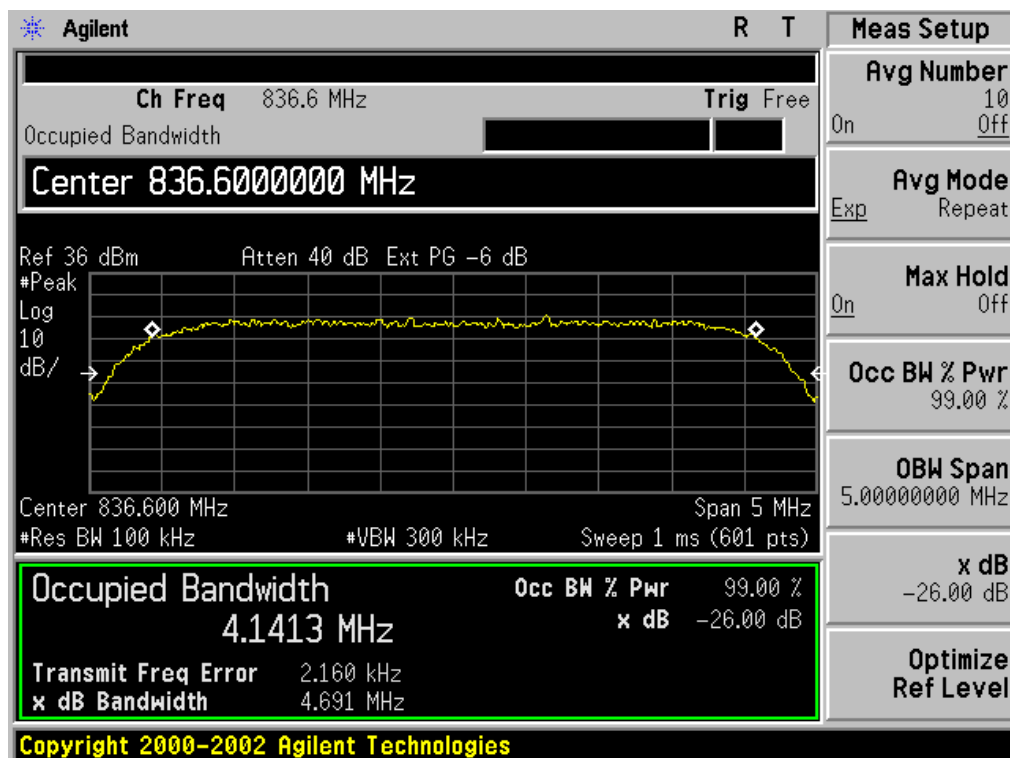 Agilent R T Meas Setup
Ch Freq 836.6 MHz Trig Free
Occupied Bandwidth
Center 836.6000000 MHz
Ref 36 dBm Atten 40 dB Ext PG -6 dB
#Peak
Log
10
dB/
Center 836.600 MHz Span 5 MHz
#Res BW 100 kHz #VBW 300 kHz Sweep 1 ms (601 pts)
Occupied Bandwidth Occ BW % Pwr 99.00 %
4.1413 MHz x dB -26.00 dB
Transmit Freq Error 2.160 kHz
x dB Bandwidth 4.691 MHz
Avg Number
10
On Off
Avg Mode
Exp Repeat
Max Hold
On Off
Occ BW % Pwr
99.00 %
OBW Span
5.00000000 MHz
x dB
-26.00 dB
Optimize
Ref Level
Copyright 2000-2002 Agilent Technologies